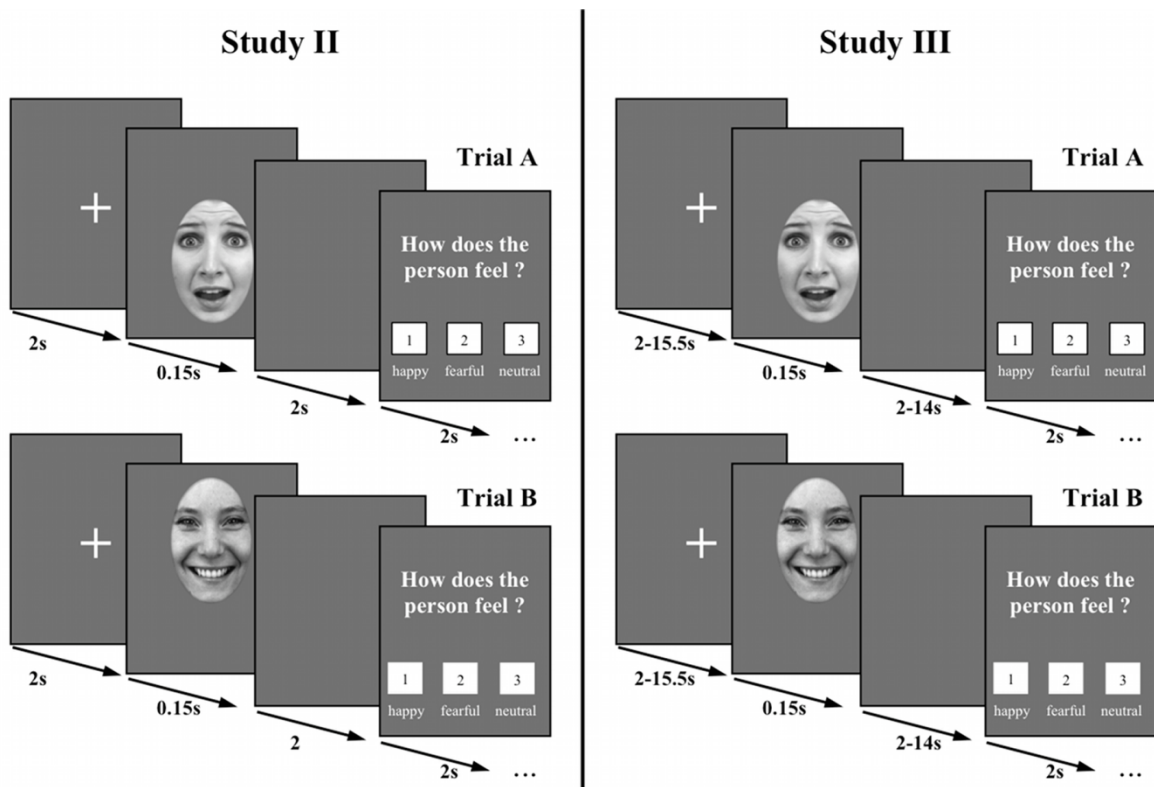 Study II
Trial A
+
How does the
person feel ?
1 2 3
happy fearful neutral
2s
0.15s
2s
2s ...
Trial B
+
How does the
person feel ?
1 2 3
happy fearful neutral
2s
0.15s
2
2s ...
Study III
Trial A
+
How does the
person feel ?
1 2 3
happy fearful neutral
2-15.5s
0.15s
2-14s
2s ...
Trial B
+
How does the
person feel ?
1 2 3
happy fearful neutral
2-15.5s
0.15s
2-14s
2s ...